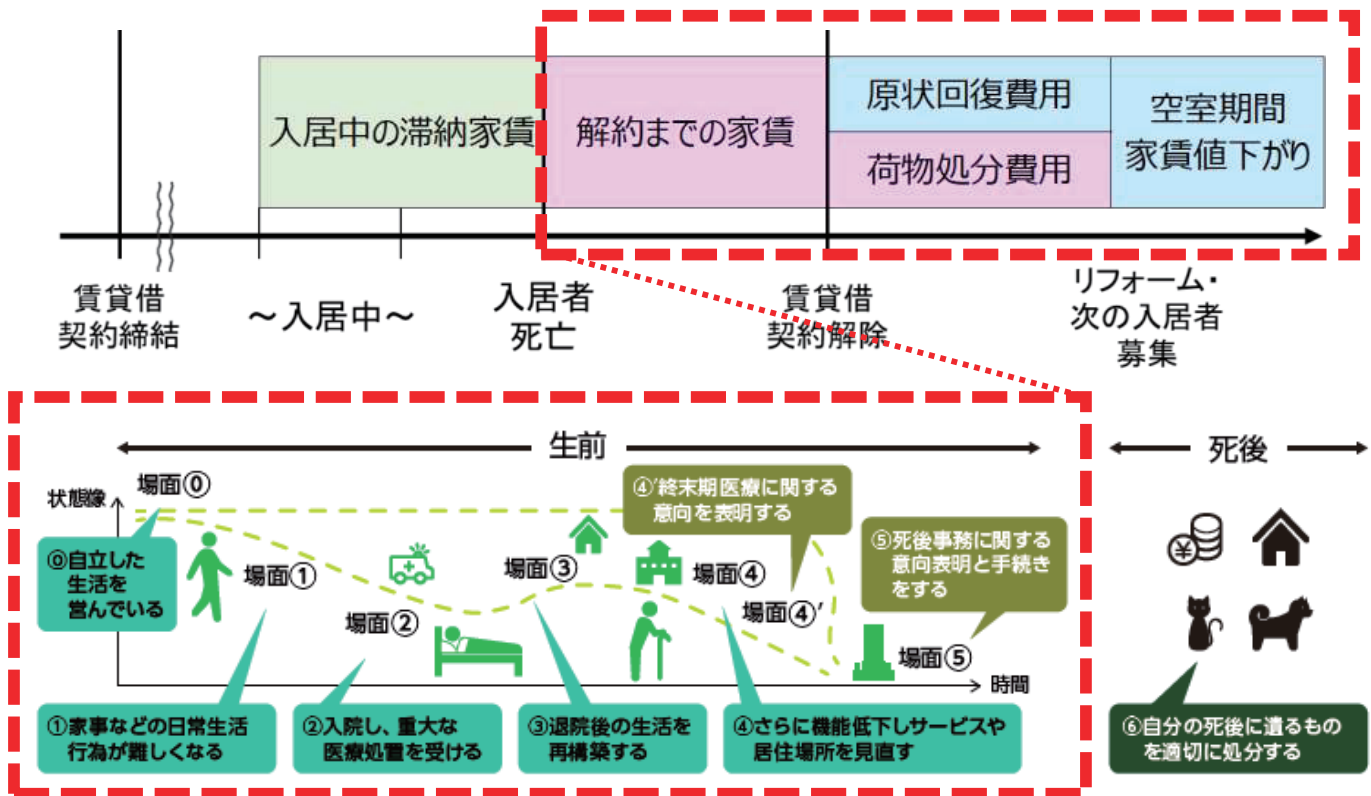 入居中の滞納家賃
解約までの家賃
原状回復費用
荷物処分費用
空室期間
家賃値下がり
賃貸借
契約締結
～入居中～
入居者
死亡
賃貸借
契約解除
リフォーム・
次の入居者
募集
生前
死後
状態像
場面⓪
⓪自立した
生活を
営んでいる
場面①
場面②
場面③
場面④
④′終末期医療に関する
意向を表明する
場面④′
⑤死後事務に関する
意向表明と手続き
をする
場面⑤
時間
①家事などの日常生活
行為が難しくなる
②入院し、重大な
医療処置を受ける
③退院後の生活を
再構築する
④さらに機能低下しサービスや
居住場所を見直す
¥
⑥自分の死後に遺るもの
を適切に処分する